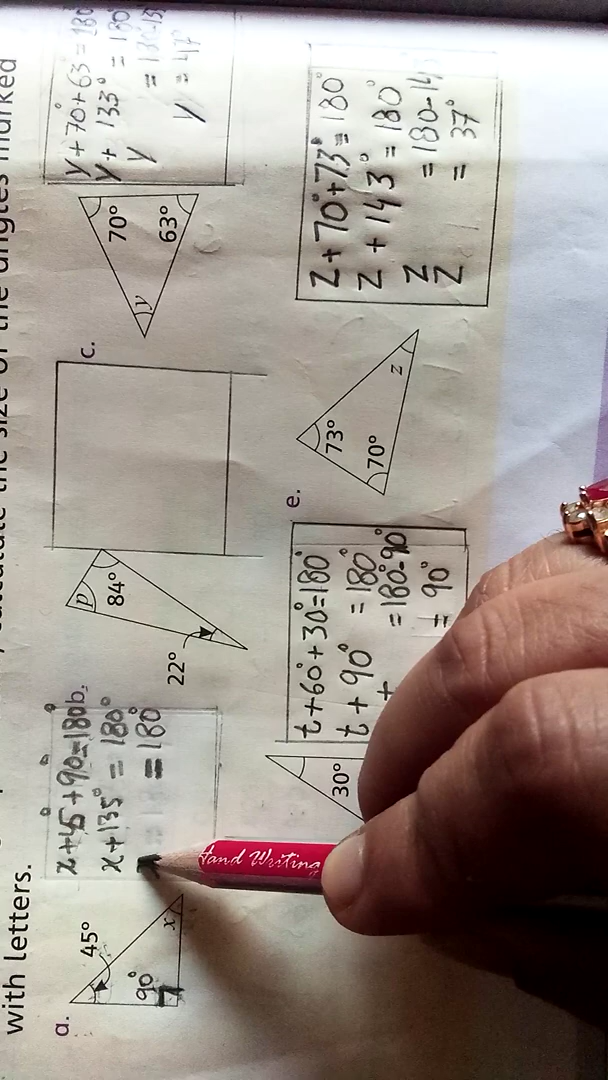 with letters.
a.
45°
90°
x
x+45°+90°=180°
x+135° = 180°
= 180°
b.
p
84°
22°
c.
70°
63°
y
y+70°+63°=180°
y+ 133° = 180°
y
y = 47°
30°
t+60°+30°=180°
t+90° =180°
t =180°-90°
= 90°
e.
73°
70°
z
z+70°+73°=180°
z+143°=180°
z =180-143
z = 37°
Hand Writing